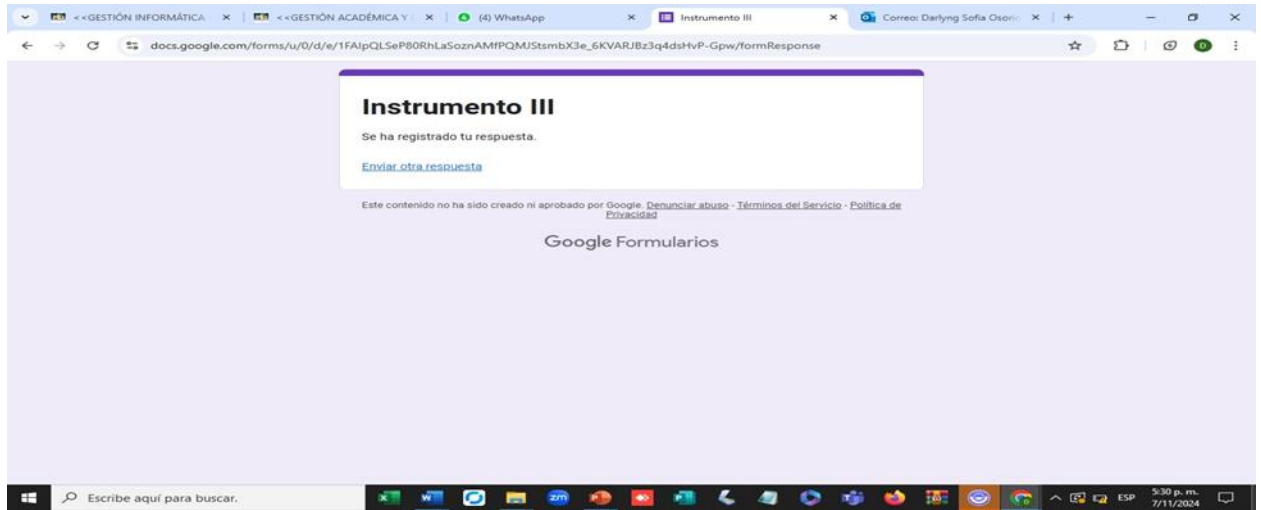 <<GESTIÓN INFORMÁTICA
<<GESTIÓN ACADÉMICA Y
(4) WhatsApp
Instrumento III
Correo: Darlyng Sofia Osorio
docs.google.com/forms/u/0/d/e/1FAIpQLSeP80RhLaSoznAMfPQMJStsmbX3e_6KVARJBz3q4dsHvP-Gpw/formResponse
D
Instrumento III
Se ha registrado tu respuesta.
Enviar otra respuesta
Este contenido no ha sido creado ni aprobado por Google. Denunciar abuso - Términos del Servicio - Política de
Privacidad
Google Formularios
Escribe aquí para buscar.
zm
ESP
5:30 p. m.
7/11/2024